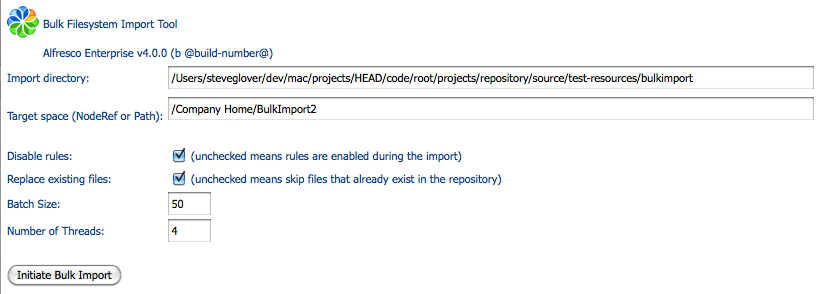 Bulk Filesystem Import Tool
Alfresco Enterprise v4.0.0 (b @build-number@)
Import directory: /Users/steveglover/dev/mac/projects/HEAD/code/root/projects/repository/source/test-resources/bulkimport
Target space (NodeRef or Path): /Company Home/BulkImport2
Disable rules: (unchecked means rules are enabled during the import)
Replace existing files: (unchecked means skip files that already exist in the repository)
Batch Size: 50
Number of Threads: 4
Initiate Bulk Import